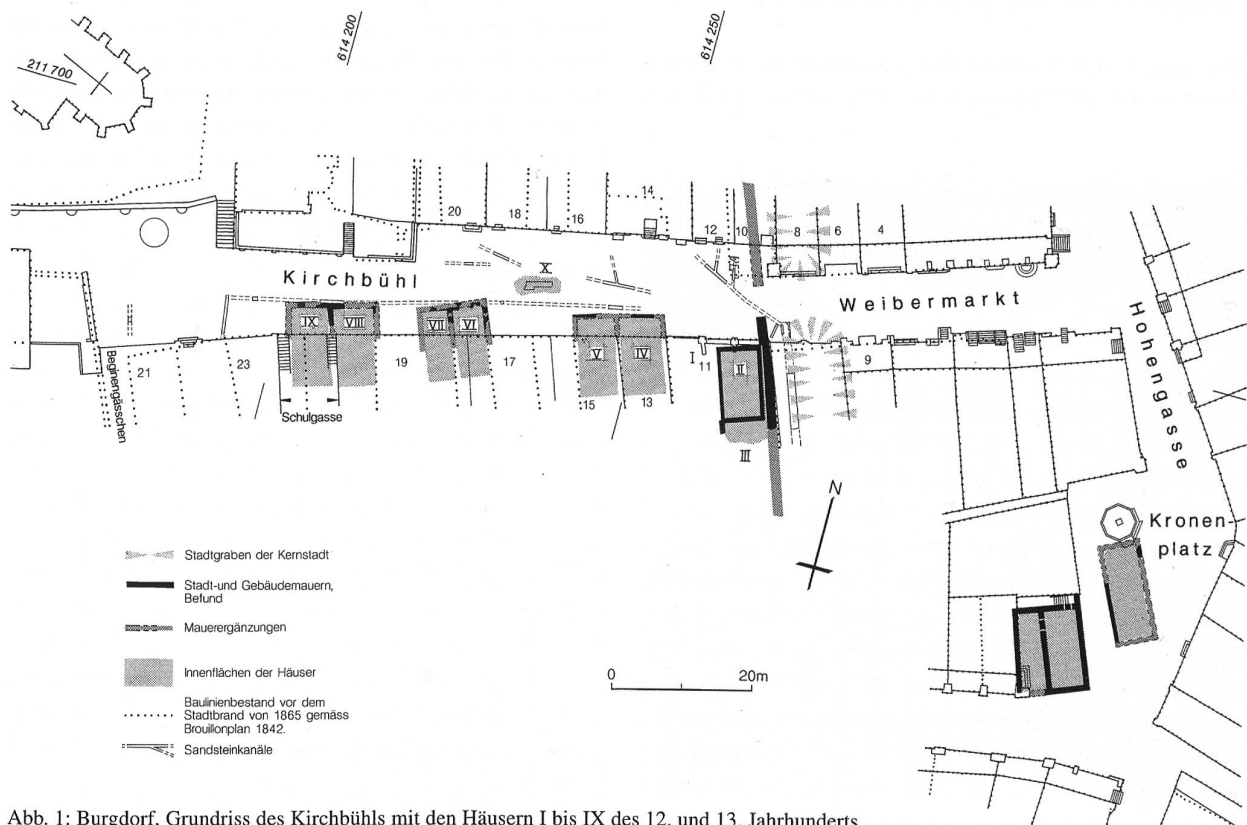 614 200
614 250
211 700
14
20
18
16
12
10
8
6
4
X
Kirchbühl
Weibermarkt
Hohengasse
IX
VIII
VII
VI
V
IV
I
II
11
9
Beginengässchen
21
23
19
17
15
13
Schulgasse
III
N
Kronen-
platz
Stadtgraben der Kernstadt
Stadt-und Gebäudemauern,
Befund
Mauerergänzungen
Innenflächen der Häuser
0
20m
Baulinienbestand vor dem
Stadtbrand von 1865 gemäss
Brouillonplan 1842.
Sandsteinkanäle
Abb. 1: Burgdorf, Grundriss des Kirchbühls mit den Häusern I bis IX des 12. und 13. Jahrhunderts